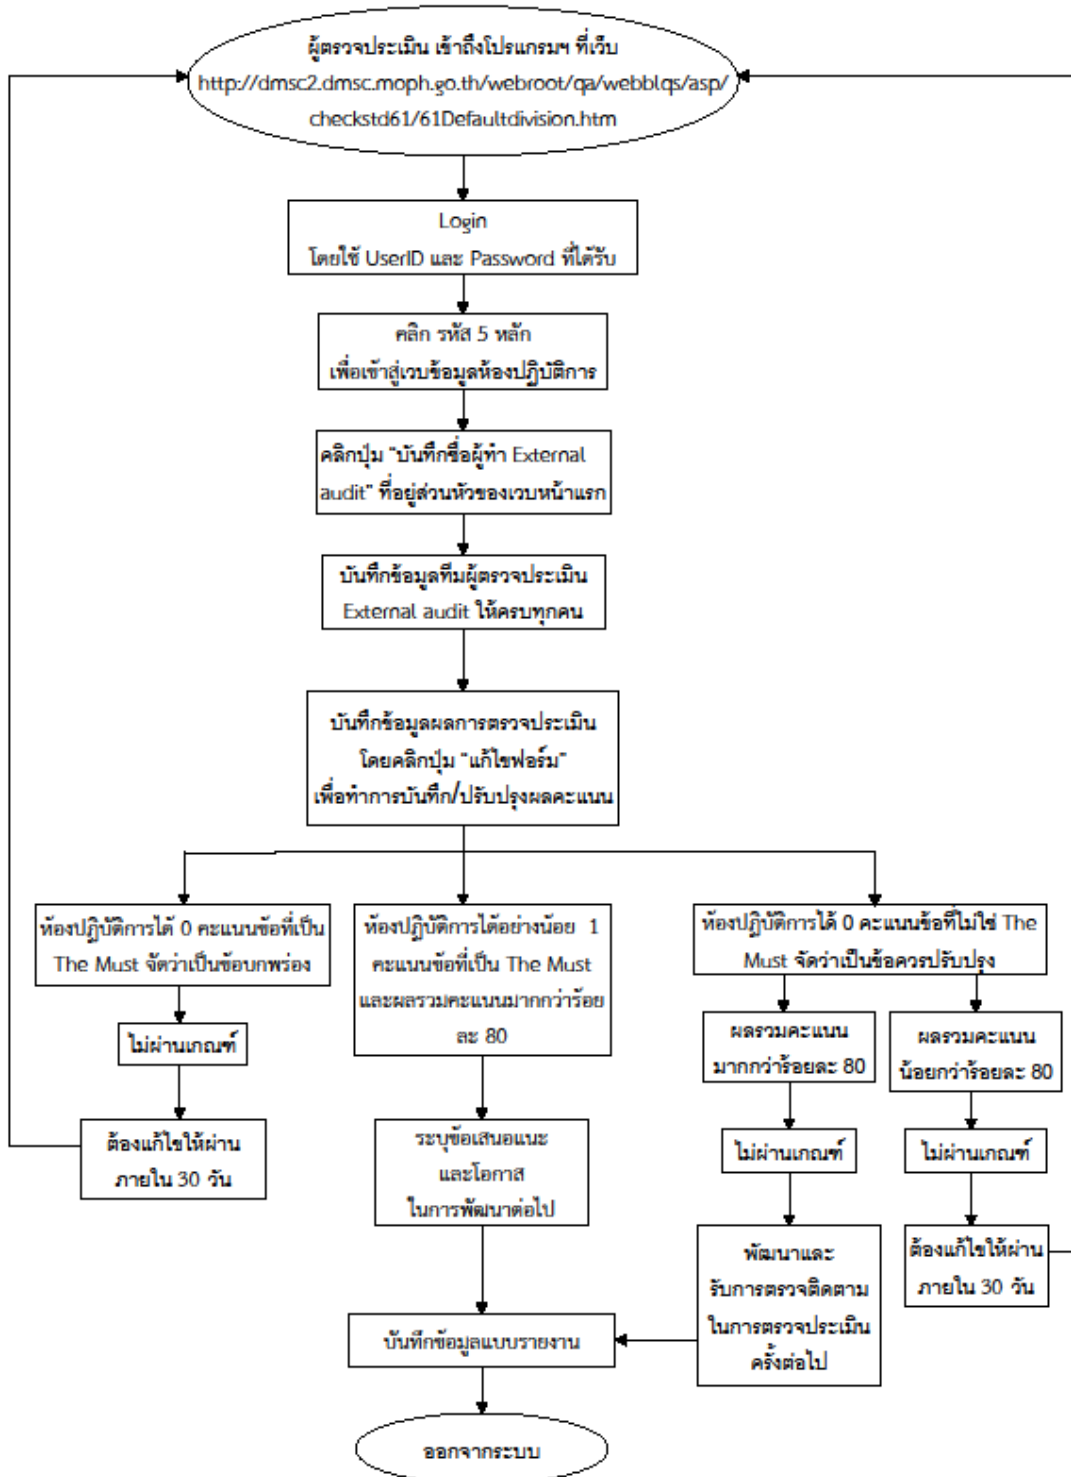 ผู้ตรวจประเมิน เข้าถึงโปรแกรมฯ ที่เว็บ
http://dmsc2.dmsc.moph.go.th/webroot/qa/webblqs/asp/
checkstd61/61Defaultdivision.htm
Login
โดยใช้ UserID และ Password ที่ได้รับ
คลิก รหัส 5 หลัก
เพื่อเข้าสู่เวบข้อมูลห้องปฏิบัติการ
คลิกปุ่ม "บันทึกชื่อผู้ทำ External
audit" ที่อยู่ส่วนหัวของเวบหน้าแรก
บันทึกข้อมูลทีมผู้ตรวจประเมิน
External audit ให้ครบทุกคน
บันทึกข้อมูลผลการตรวจประเมิน
โดยคลิกปุ่ม "แก้ไขฟอร์ม"
เพื่อทำการบันทึก/ปรับปรุงผลคะแนน
ห้องปฏิบัติการได้ 0 คะแนนข้อที่เป็น
The Must จัดว่าเป็นข้อบกพร่อง
ไม่ผ่านเกณฑ์
ต้องแก้ไขให้ผ่าน
ภายใน 30 วัน
ห้องปฏิบัติการได้อย่างน้อย 1
คะแนนข้อที่เป็น The Must
และผลรวมคะแนนมากกว่าร้อย
ละ 80
ระบุข้อเสนอแนะ
และโอกาส
ในการพัฒนาต่อไป
ห้องปฏิบัติการได้ 0 คะแนนข้อที่ไม่ใช่ The
Must จัดว่าเป็นข้อควรปรับปรุง
ผลรวมคะแนน
มากกว่าร้อยละ 80
ไม่ผ่านเกณฑ์
พัฒนาและ
รับการตรวจติดตาม
ในการตรวจประเมิน
ครั้งต่อไป
ผลรวมคะแนน
น้อยกว่าร้อยละ 80
ไม่ผ่านเกณฑ์
ต้องแก้ไขให้ผ่าน
ภายใน 30 วัน
บันทึกข้อมูลแบบรายงาน
ออกจากระบบ